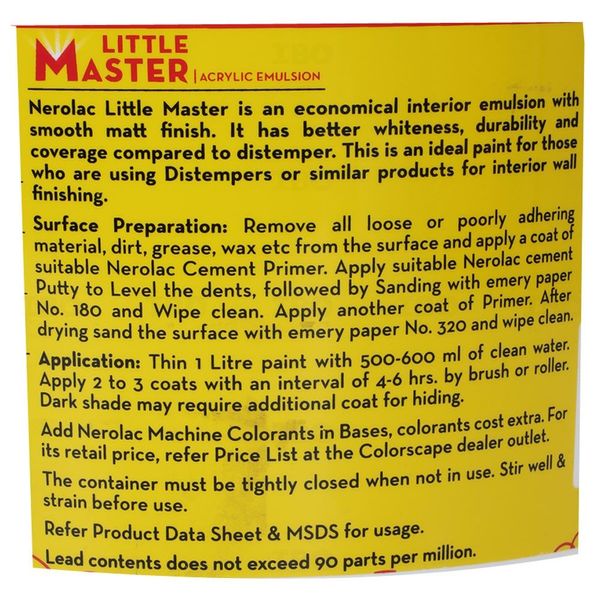 LITTLE
MASTER | ACRYLIC EMULSION
Nerolac Little Master is an economical interior emulsion with
smooth matt finish. It has better whiteness, durability and
coverage compared to distemper. This is an ideal paint for those
who are using Distempers or similar products for interior wall
finishing.
Surface Preparation: Remove all loose or poorly adhering
material, dirt, grease, wax etc from the surface and apply a coat of
suitable Nerolac Cement Primer. Apply suitable Nerolac cement
Putty to Level the dents, followed by Sanding with emery paper
No. 180 and Wipe clean. Apply another coat of Primer. After
drying sand the surface with emery paper No. 320 and wipe clean.
Application: Thin 1 Litre paint with 500-600 ml of clean water.
Apply 2 to 3 coats with an interval of 4-6 hrs. by brush or roller.
Dark shade may require additional coat for hiding.
Add Nerolac Machine Colorants in Bases, colorants cost extra. For
its retail price, refer Price List at the Colorscape dealer outlet.
The container must be tightly closed when not in use. Stir well &
strain before use.
Refer Product Data Sheet & MSDS for usage.
Lead contents does not exceed 90 parts per million.